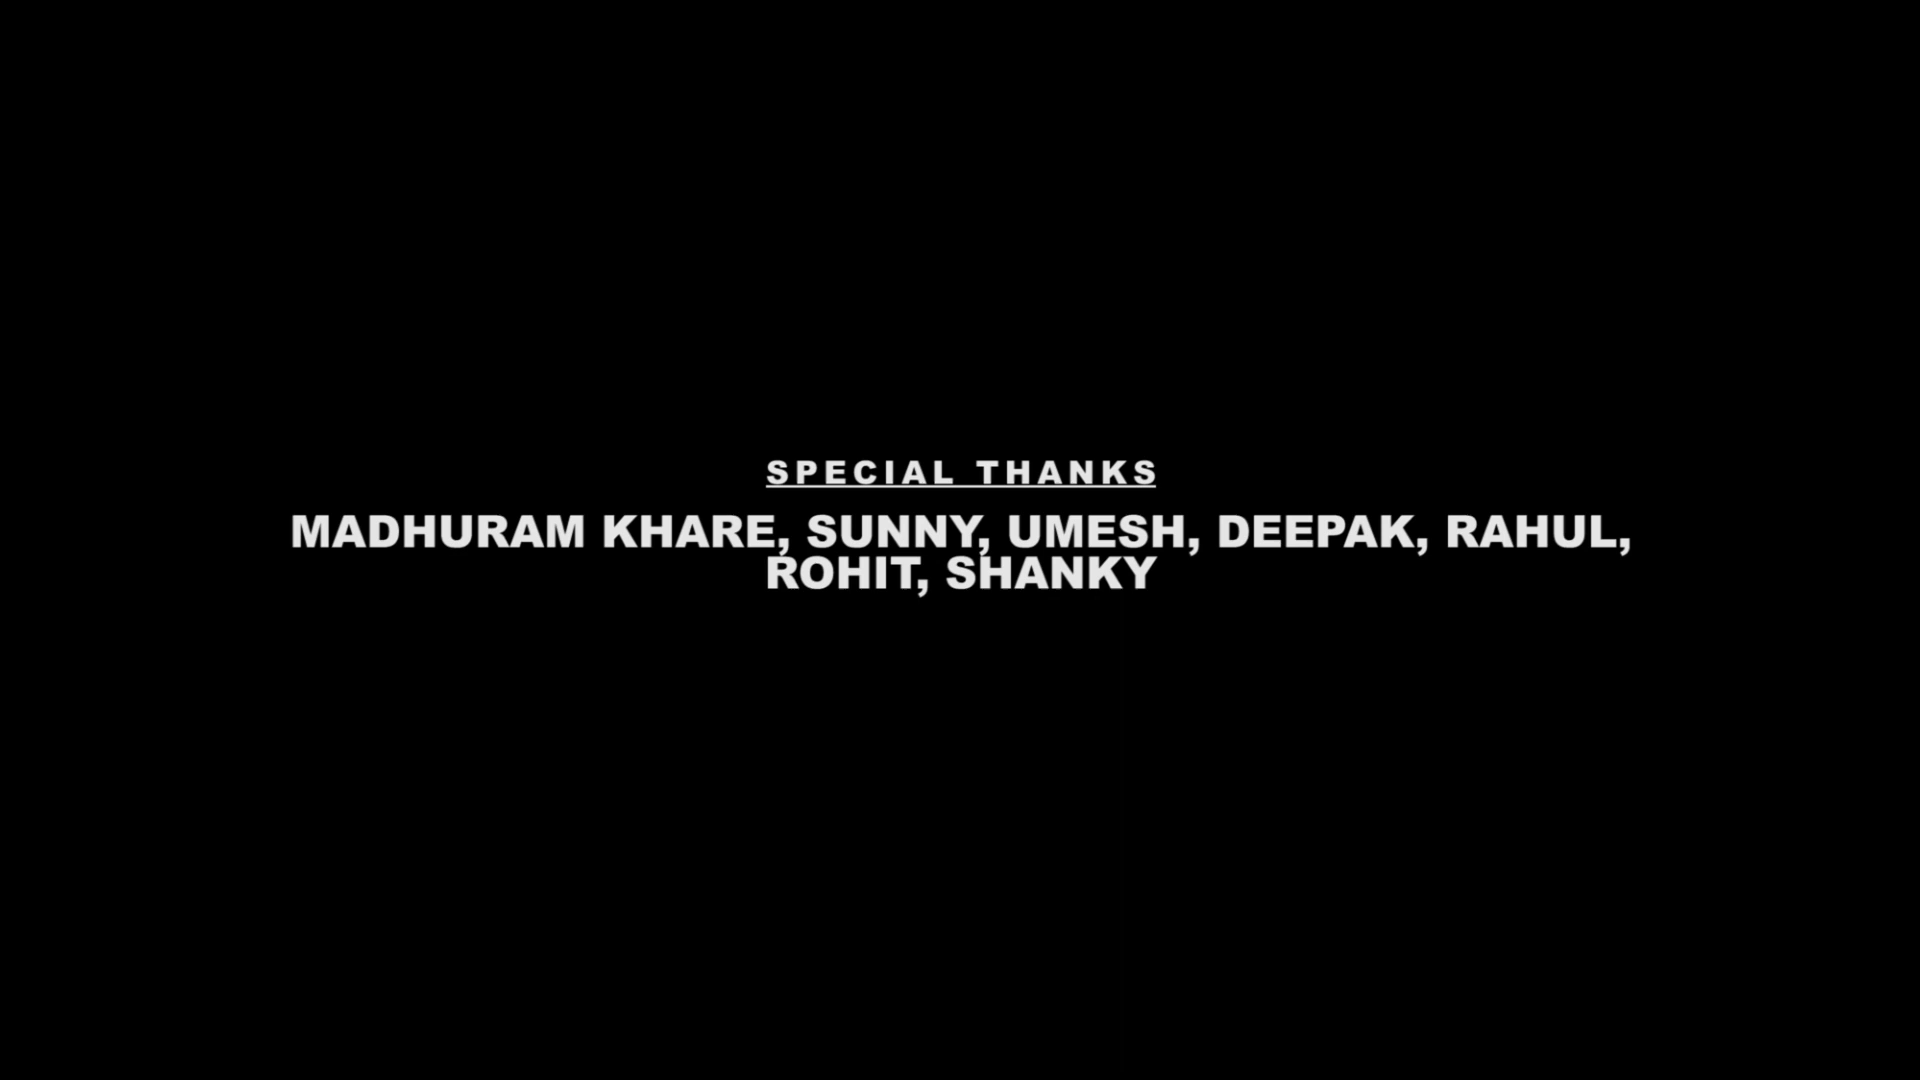 SPECIAL THANKS
MADHURAM KHARE, SUNNY, UMESH, DEEPAK, RAHUL,
ROHIT, SHANKY